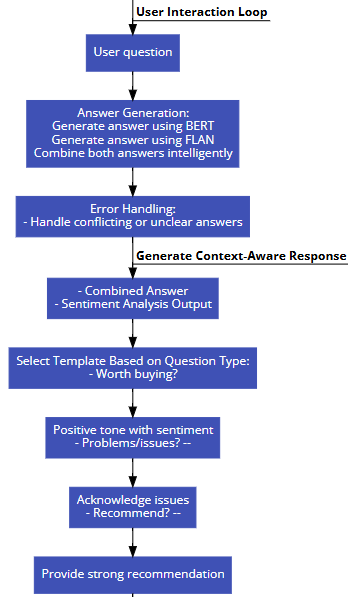 User Interaction Loop
User question
Answer Generation:
Generate answer using BERT
Generate answer using FLAN
Combine both answers intelligently
Error Handling:
- Handle conflicting or unclear answers
Generate Context-Aware Response
- Combined Answer
- Sentiment Analysis Output
Select Template Based on Question Type:
- Worth buying?
Positive tone with sentiment
- Problems/issues? --
Acknowledge issues
- Recommend? --
Provide strong recommendation